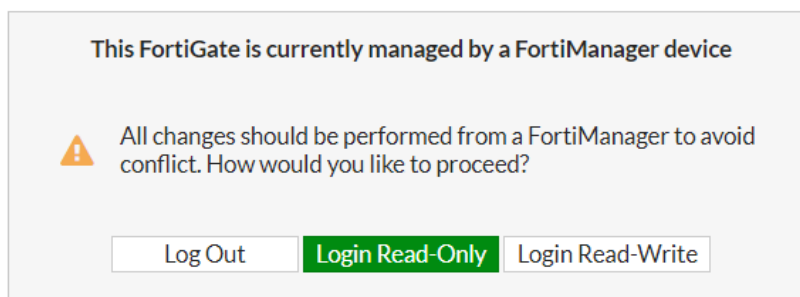 This FortiGate is currently managed by a FortiManager device
All changes should be performed from a FortiManager to avoid
conflict. How would you like to proceed?
Log Out
Login Read-Only
Login Read-Write